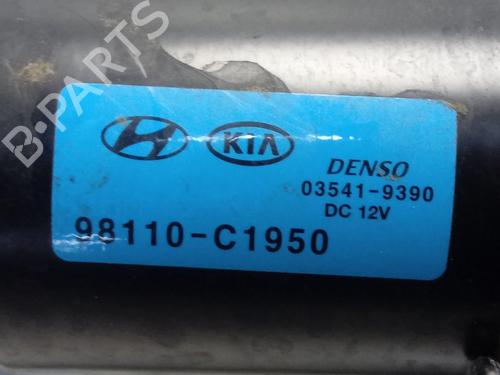 B-PARTS
KIA
DENSO
03541-9390
DC 12V
98110-C1950